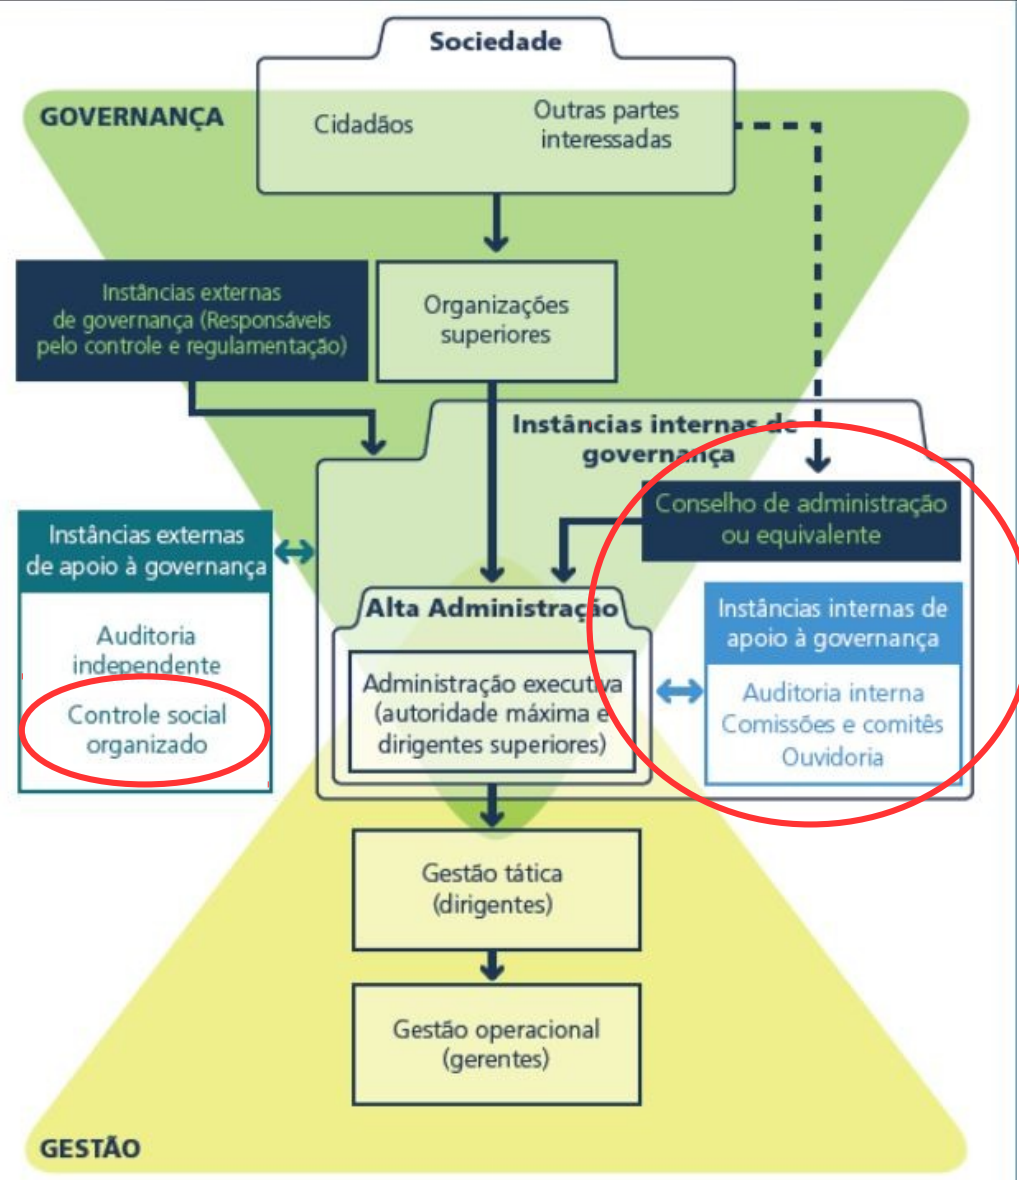 Sociedade
GOVERNANÇA
Cidadãos
Outras partes
interessadas
Instâncias externas
de governança (Responsáveis
pelo controle e regulamentação)
Organizações
superiores
Instâncias internas de
governança
Conselho de administração
ou equivalente
Instâncias externas
de apoio à governança
Auditoria
independente
Controle social
organizado
Alta Administração
Administração executiva
(autoridade máxima e
dirigentes superiores)
Instâncias internas de
apoio à governança
Auditoria interna
Comissões e comitês
Ouvidoria
Gestão tática
(dirigentes)
Gestão operacional
(gerentes)
GESTÃO